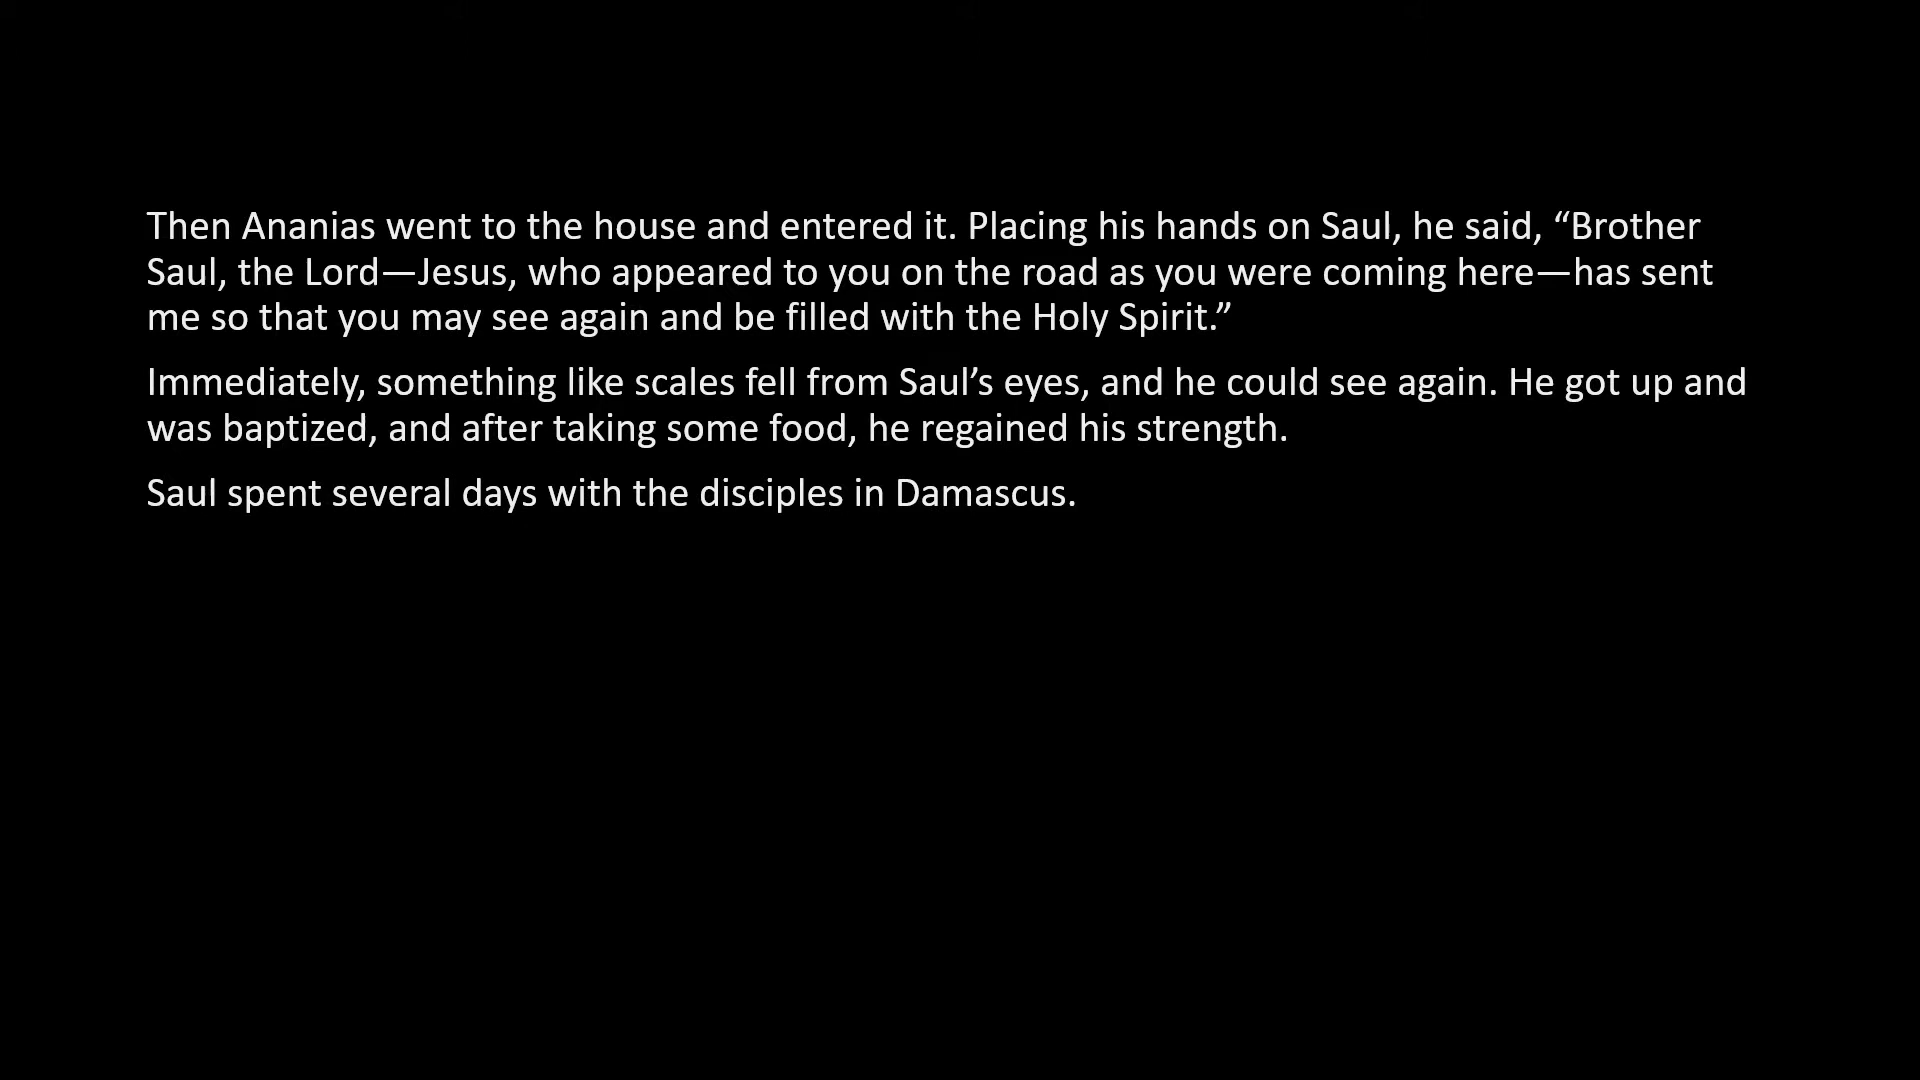 Then Ananias went to the house and entered it. Placing his hands on Saul, he said, “Brother
Saul, the Lord—Jesus, who appeared to you on the road as you were coming here—has sent
me so that you may see again and be filled with the Holy Spirit.”
Immediately, something like scales fell from Saul’s eyes, and he could see again. He got up and
was baptized, and after taking some food, he regained his strength.
Saul spent several days with the disciples in Damascus.